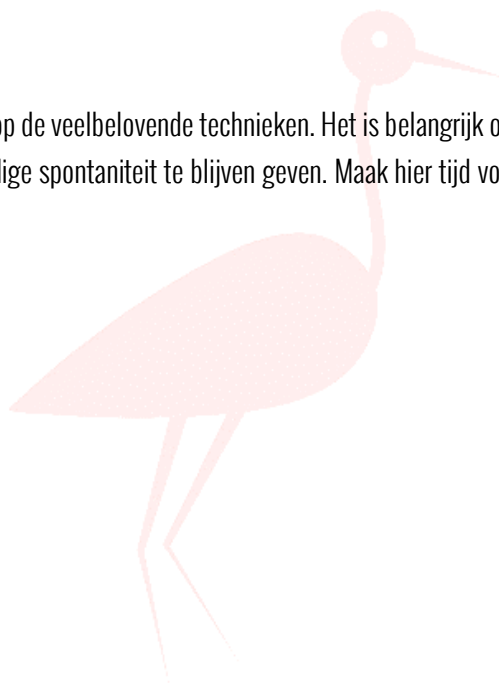 op de veelbelovende technieken. Het is belangrijk o
lige spontaniteit te blijven geven. Maak hier tijd vo